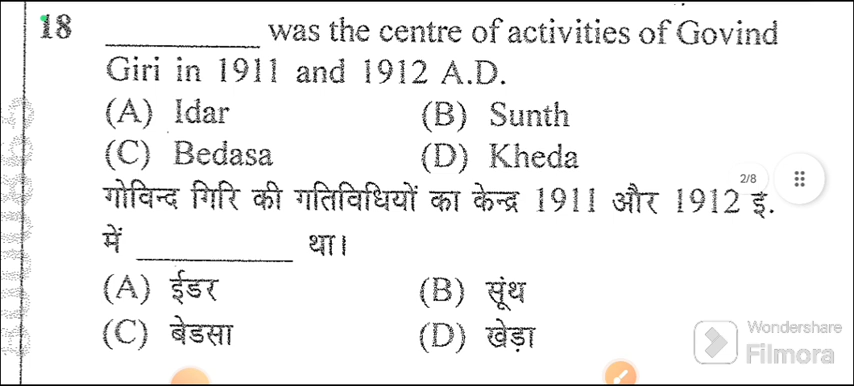 18 __________ was the centre of activities of Govind
Giri in 1911 and 1912 A.D.
(A) Idar (B) Sunth
(C) Bedasa (D) Kheda
2/8
गोविन्द गिरि की गतिविधियों का केन्द्र 1911 और 1912 इ.
में __________ था।
(A) ईडर (B) सूंथ
(C) बेडसा (D) खेड़ा
Wondershare
Filmora